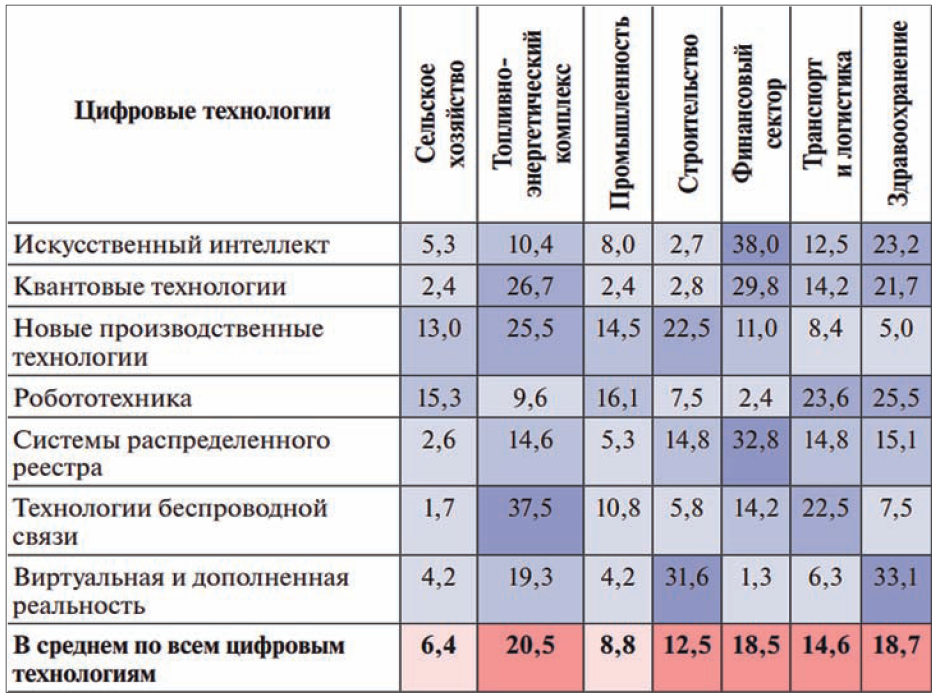 Цифровые технологии
Сельское
хозяйство
Топливно-
энергетический
комплекс
Промышленность
Строительство
Финансовый
сектор
Транспорт
и логистика
Здравоохранение
Искусственный интеллект 5,3 10,4 8,0 2,7 38,0 12,5 23,2
Квантовые технологии 2,4 26,7 2,4 2,8 29,8 14,2 21,7
Новые производственные 13,0 25,5 14,5 22,5 11,0 8,4 5,0
технологии
Робототехника 15,3 9,6 16,1 7,5 2,4 23,6 25,5
Системы распределенного 2,6 14,6 5,3 14,8 32,8 14,8 15,1
реестра
Технологии беспроводной 1,7 37,5 10,8 5,8 14,2 22,5 7,5
связи
Виртуальная и дополненная 4,2 19,3 4,2 31,6 1,3 6,3 33,1
реальность
В среднем по всем цифровым 6,4 20,5 8,8 12,5 18,5 14,6 18,7
технологиям